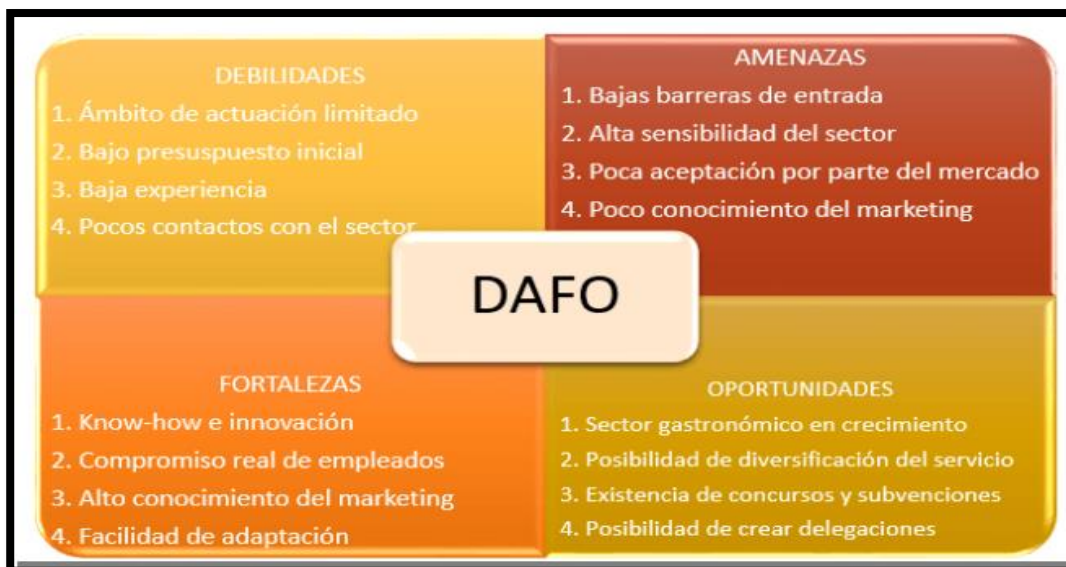 DEBILIDADES
1. Ámbito de actuación limitado
2. Bajo presuspuesto inicial
3. Baja experiencia
4. Pocos contactos con el sector
AMENAZAS
1. Bajas barreras de entrada
2. Alta sensibilidad del sector
3. Poca aceptación por parte del mercado
4. Poco conocimiento del marketing
DAFO
FORTALEZAS
1. Know-how e innovación
2. Compromiso real de empleados
3. Alto conocimiento del marketing
4. Facilidad de adaptación
OPORTUNIDADES
1. Sector gastronómico en crecimiento
2. Posibilidad de diversificación del servicio
3. Existencia de concursos y subvenciones
4. Posibilidad de crear delegaciones